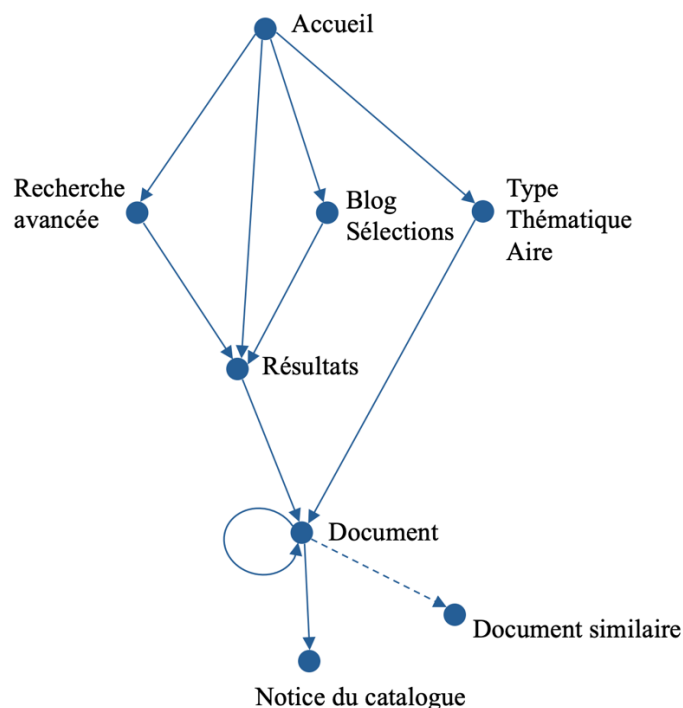 Accueil
Recherche
avancée
Blog
Sélections
Type
Thématique
Aire
Résultats
Document
Document similaire
Notice du catalogue